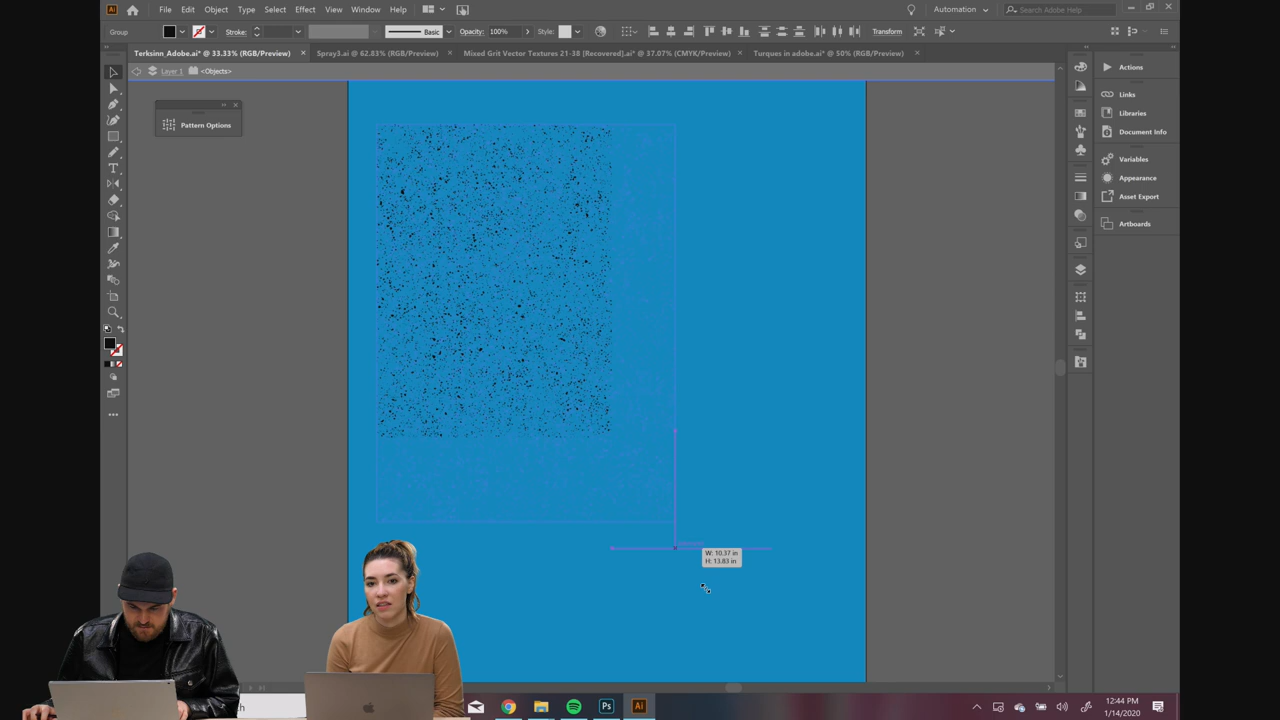 Ai File Edit Object Type Select Effect View Window Help Automation Search Adobe Help
Group Stroke: Basic Opacity: 100% Style: Transform
Terksinn_Adobe.ai* @ 33.33% (RGB/Preview) × Spray3.ai @ 62.83% (RGB/Preview) × Mixed Grit Vector Textures 21-38 [Recovered].ai* @ 37.07% (CMYK/Preview) × Turques in adobe.ai* @ 50% (RGB/Preview) ×
Layer 1 <Objects>
Actions
Links
Libraries
Pattern Options
Document Info
Variables
Appearance
Asset Export
Artboards
W: 10.37 in
H: 13.83 in
Ps Ai
12:44 PM
1/14/2020